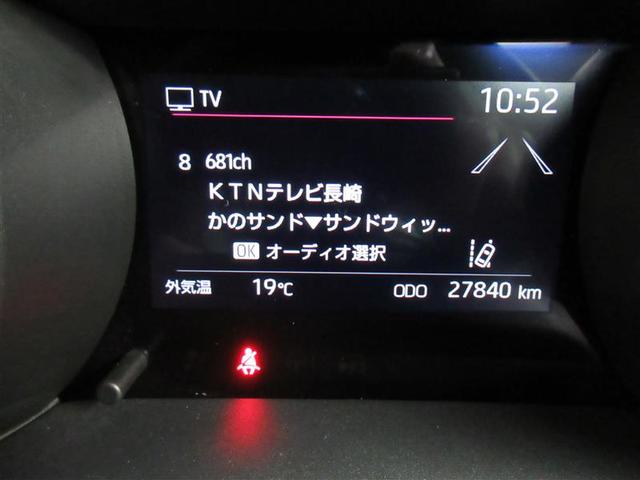 TV 10:52
8 681ch
KTNテレビ長崎
かのサンド▼サンドウィッ...
OK オーディオ選択
外気温 19℃ ODO 27840 km